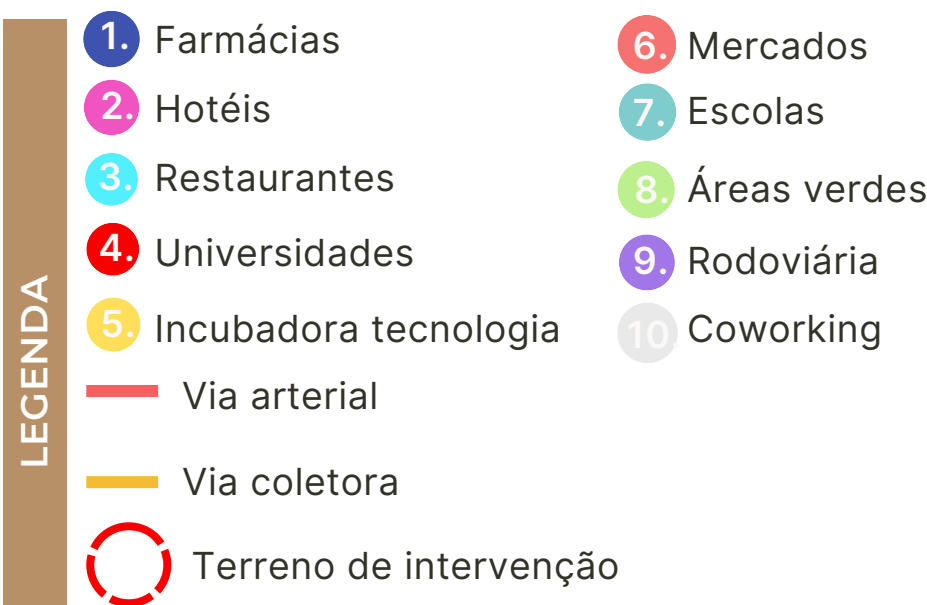 LEGENDA
1. Farmácias
2. Hotéis
3. Restaurantes
4. Universidades
5. Incubadora tecnologia
Via arterial
Via coletora
Terreno de intervenção
6. Mercados
7. Escolas
8. Áreas verdes
9. Rodoviária
10. Coworking